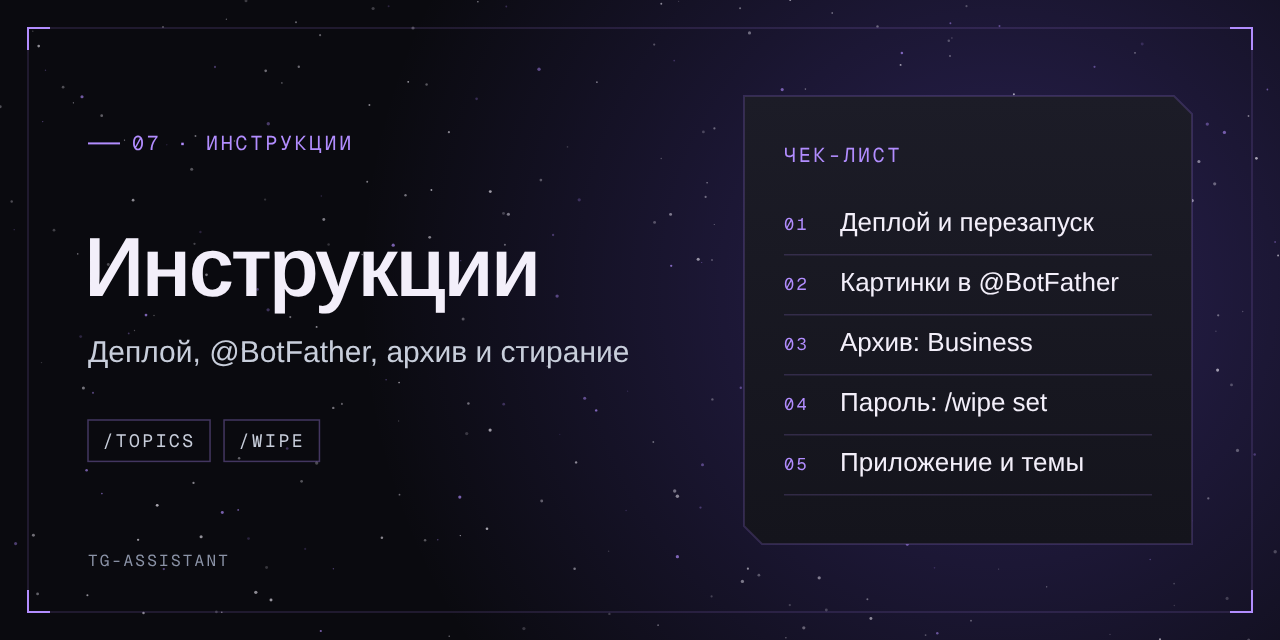 07 · ИНСТРУКЦИИ
Инструкции
Деплой, @BotFather, архив и стирание
/TOPICS
/WIPE
TG-ASSISTANT
ЧЕК-ЛИСТ
01 Деплой и перезапуск
02 Картинки в @BotFather
03 Архив: Business
04 Пароль: /wipe set
05 Приложение и темы